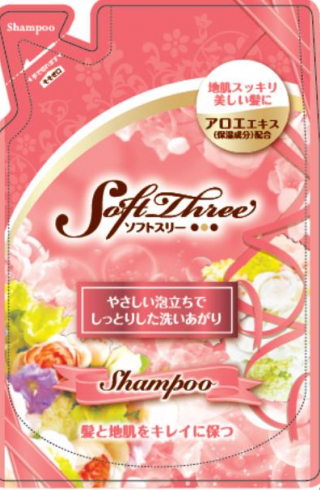 Shampoo
地肌スッキリ
美しい髪に
アロエエキス
(保湿成分)配合
Soft Three
ソフトスリー
やさしい泡立ちで
しっとりした洗いあがり
Shampoo
髪と地肌をキレイに保つ